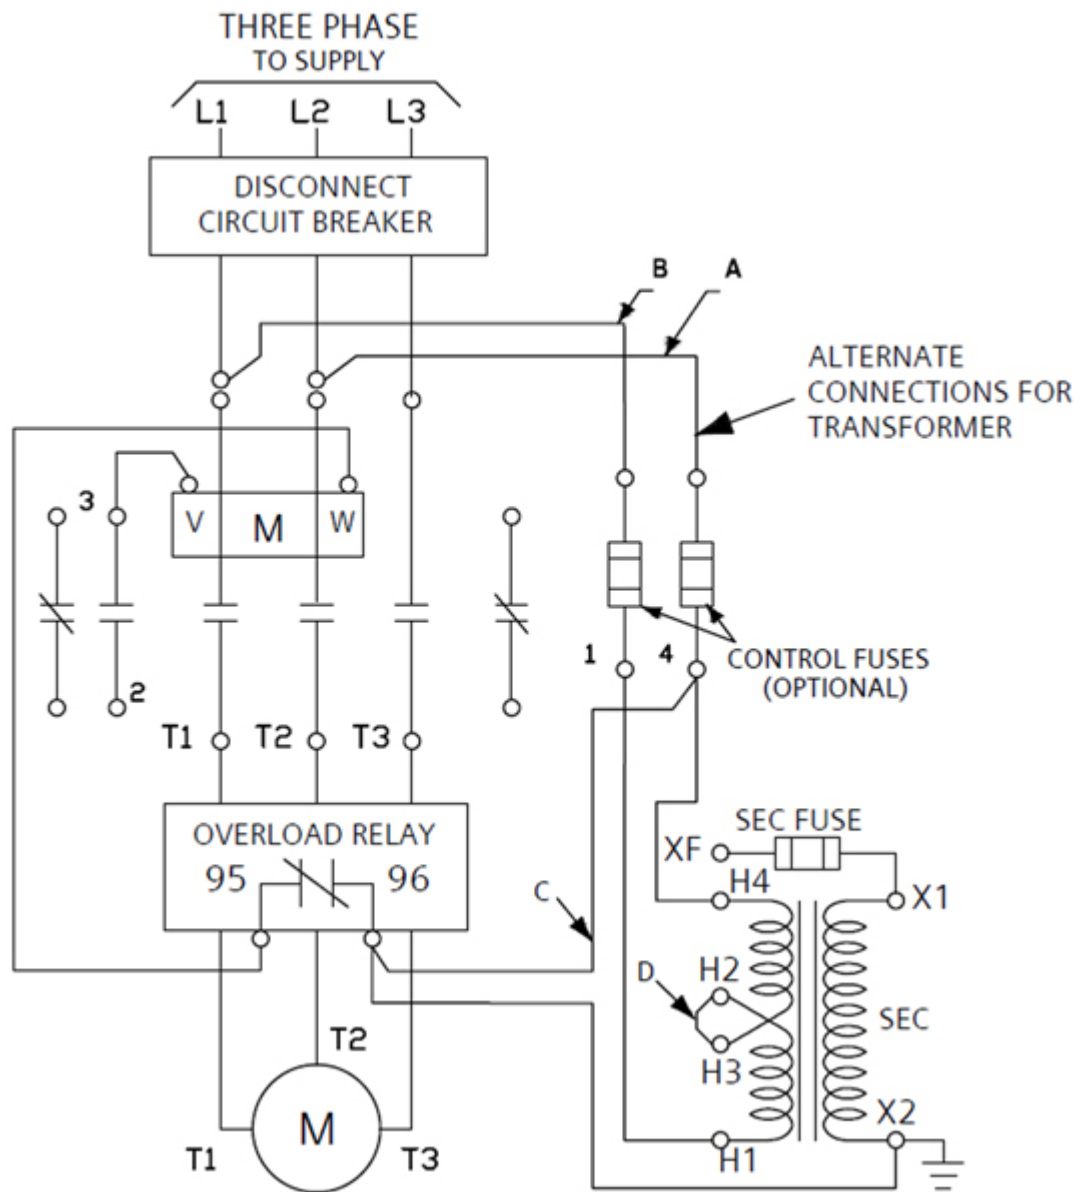 THREE PHASE
TO SUPPLY
L1 L2 L3
DISCONNECT
CIRCUIT BREAKER
B A
ALTERNATE
CONNECTIONS FOR
TRANSFORMER
3
V M W
1 4
CONTROL FUSES
(OPTIONAL)
2
T1 T2 T3
OVERLOAD RELAY
95 96
SEC FUSE
XF
H4
X1
C
D
H2
SEC
H3
T2
M
T1 T3
X2
H1